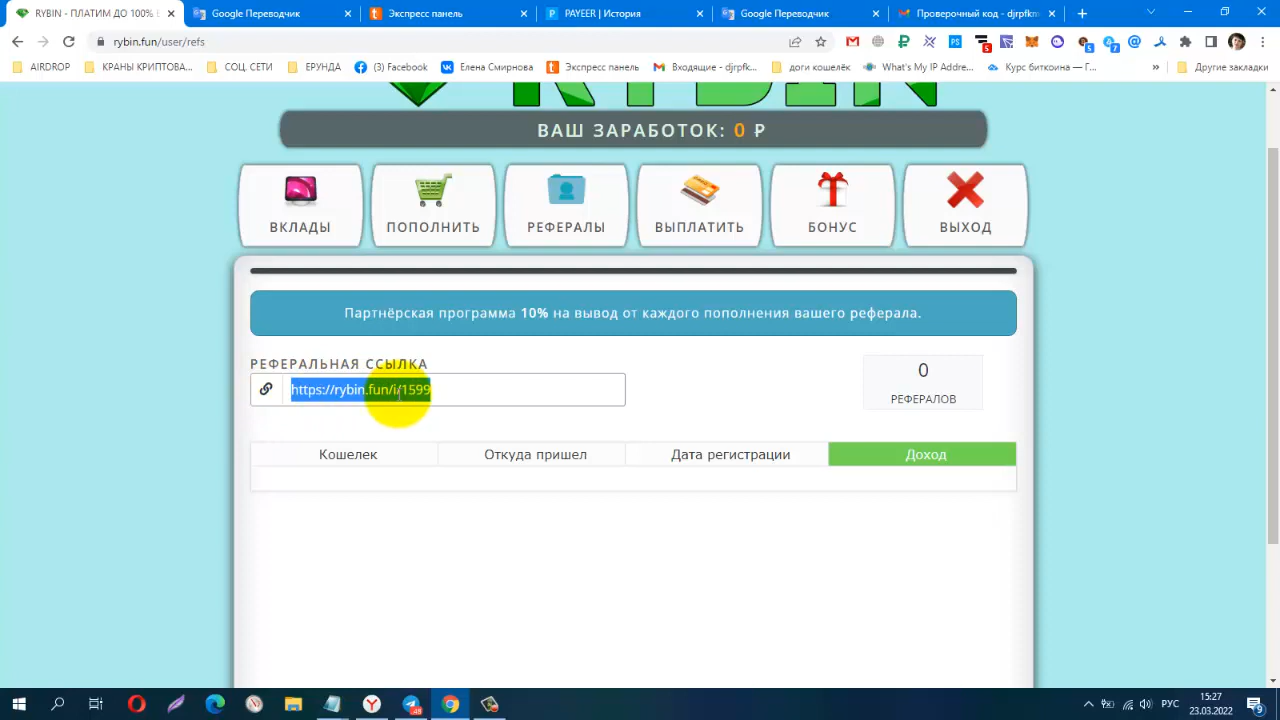 RYBIN - ПЛАТИМ ДО 100% Е
Google Переводчик
Экспресс панель
PAYEER | История
Google Переводчик
Проверочный код - djrpfkm
rybin.fun/user/refs
AIRDROP
КРАНЫ КРИПТОВА...
СОЦ. СЕТИ
ЕРУНДА
(3) Facebook
Елена Смирнова
Экспресс панель
Входящие - djrpfk...
доги кошелёк
What's My IP Addre...
Курс биткоина — Г...
»
Другие закладки
RYBIN
ВАШ ЗАРАБОТОК: 0 ₽
ВКЛАДЫ
ПОПОЛНИТЬ
РЕФЕРАЛЫ
ВЫПЛАТИТЬ
БОНУС
ВЫХОД
Партнёрская программа 10% на вывод от каждого пополнения вашего реферала.
РЕФЕРАЛЬНАЯ ССЫЛКА
https://rybin.fun/i/1599
0
РЕФЕРАЛОВ
Кошелек
Откуда пришел
Дата регистрации
Доход
РУС
15:27
23.03.2022